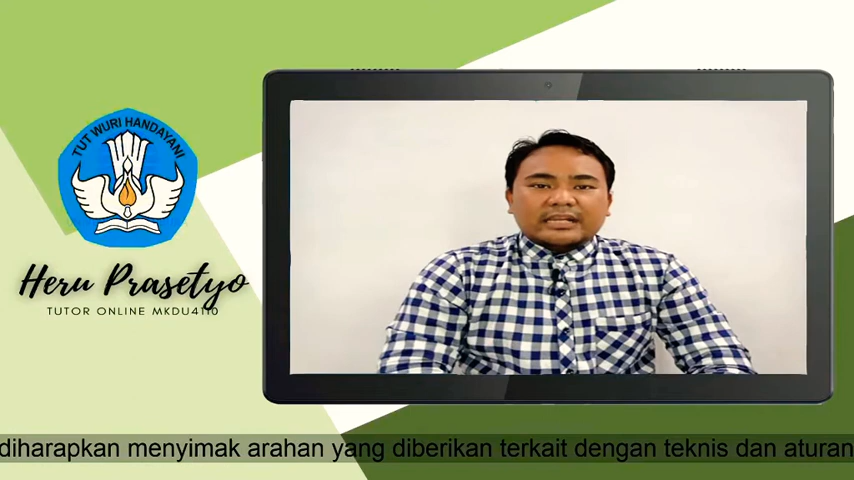 TUT WURI HANDAYANI
Heru Prasetyo
TUTOR ONLINE MKDU4110
diharapkan menyimak arahan yang diberikan terkait dengan teknis dan aturan